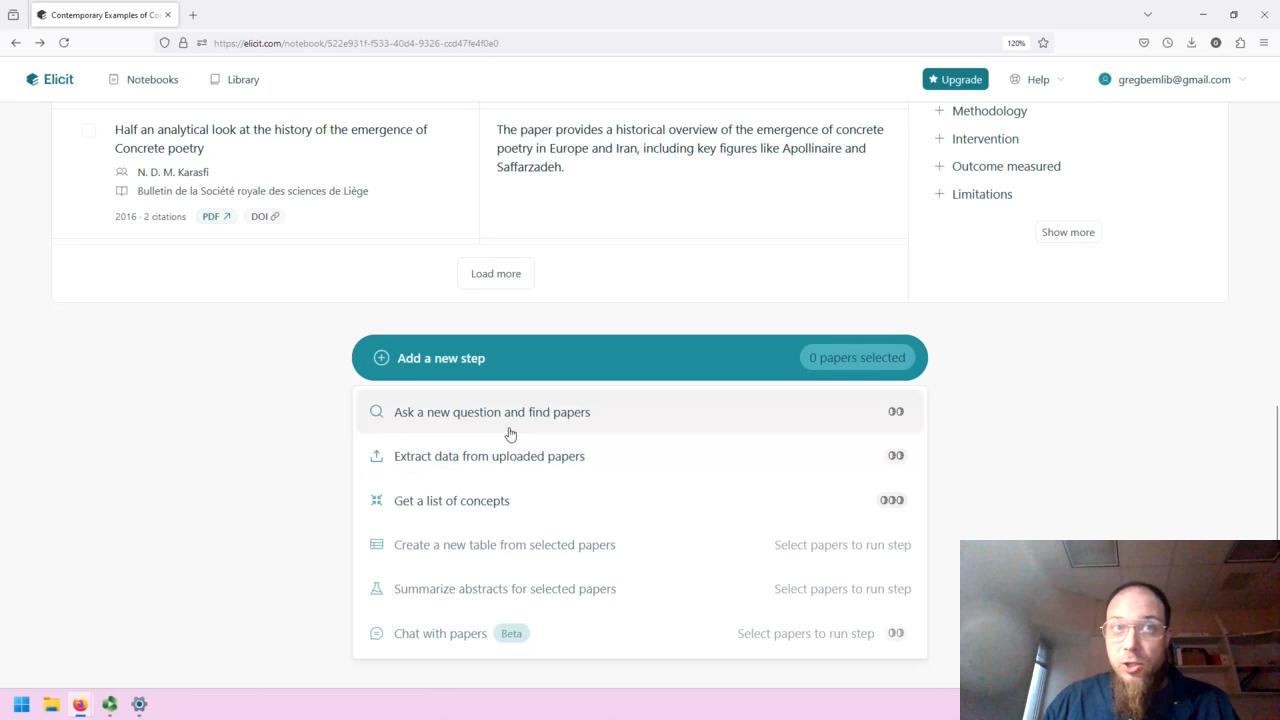 Contemporary Examples of Co
https://elicit.com/notebook/522e931f-f533-40d4-9326-ccd47fe4f0e0
120%
Elicit
Notebooks
Library
Upgrade
Help
gregbemlib@gmail.com
Half an analytical look at the history of the emergence of
Concrete poetry
N. D. M. Karasfi
Bulletin de la Société royale des sciences de Liège
2016 · 2 citations PDF DOI
The paper provides a historical overview of the emergence of concrete
poetry in Europe and Iran, including key figures like Apollinaire and
Saffarzadeh.
Methodology
Intervention
Outcome measured
Limitations
Show more
Load more
Add a new step
0 papers selected
Ask a new question and find papers
Extract data from uploaded papers
Get a list of concepts
Create a new table from selected papers Select papers to run step
Summarize abstracts for selected papers Select papers to run step
Chat with papers Beta Select papers to run step